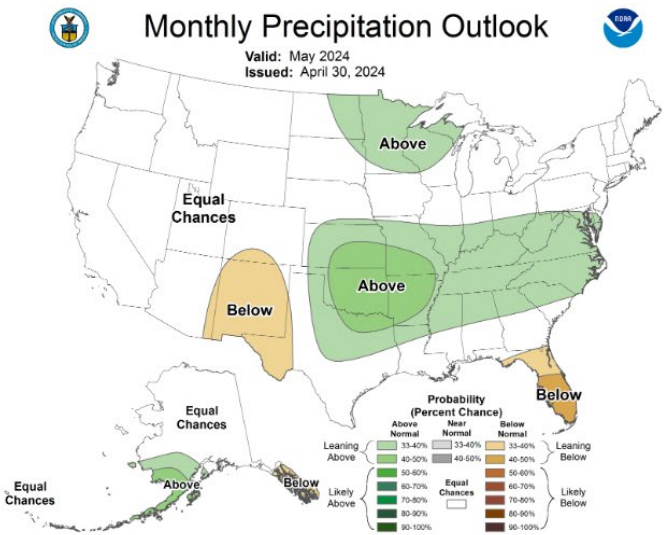 Monthly Precipitation Outlook
NOAA
Valid: May 2024
Issued: April 30, 2024
Above
Equal
Chances
Above
Below
Below
Equal
Chances
Above
Below
Equal
Chances
Probability
(Percent Chance)
Above
Normal
Near
Normal
Below
Normal
Leaning
Above
33-40%
33-40%
33-40%
Leaning
Below
40-50%
40-50%
40-50%
50-60%
50-60%
60-70%
60-70%
Likely
Above
70-80%
Equal
Chances
70-80%
Likely
Below
80-90%
80-90%
90-100%
90-100%